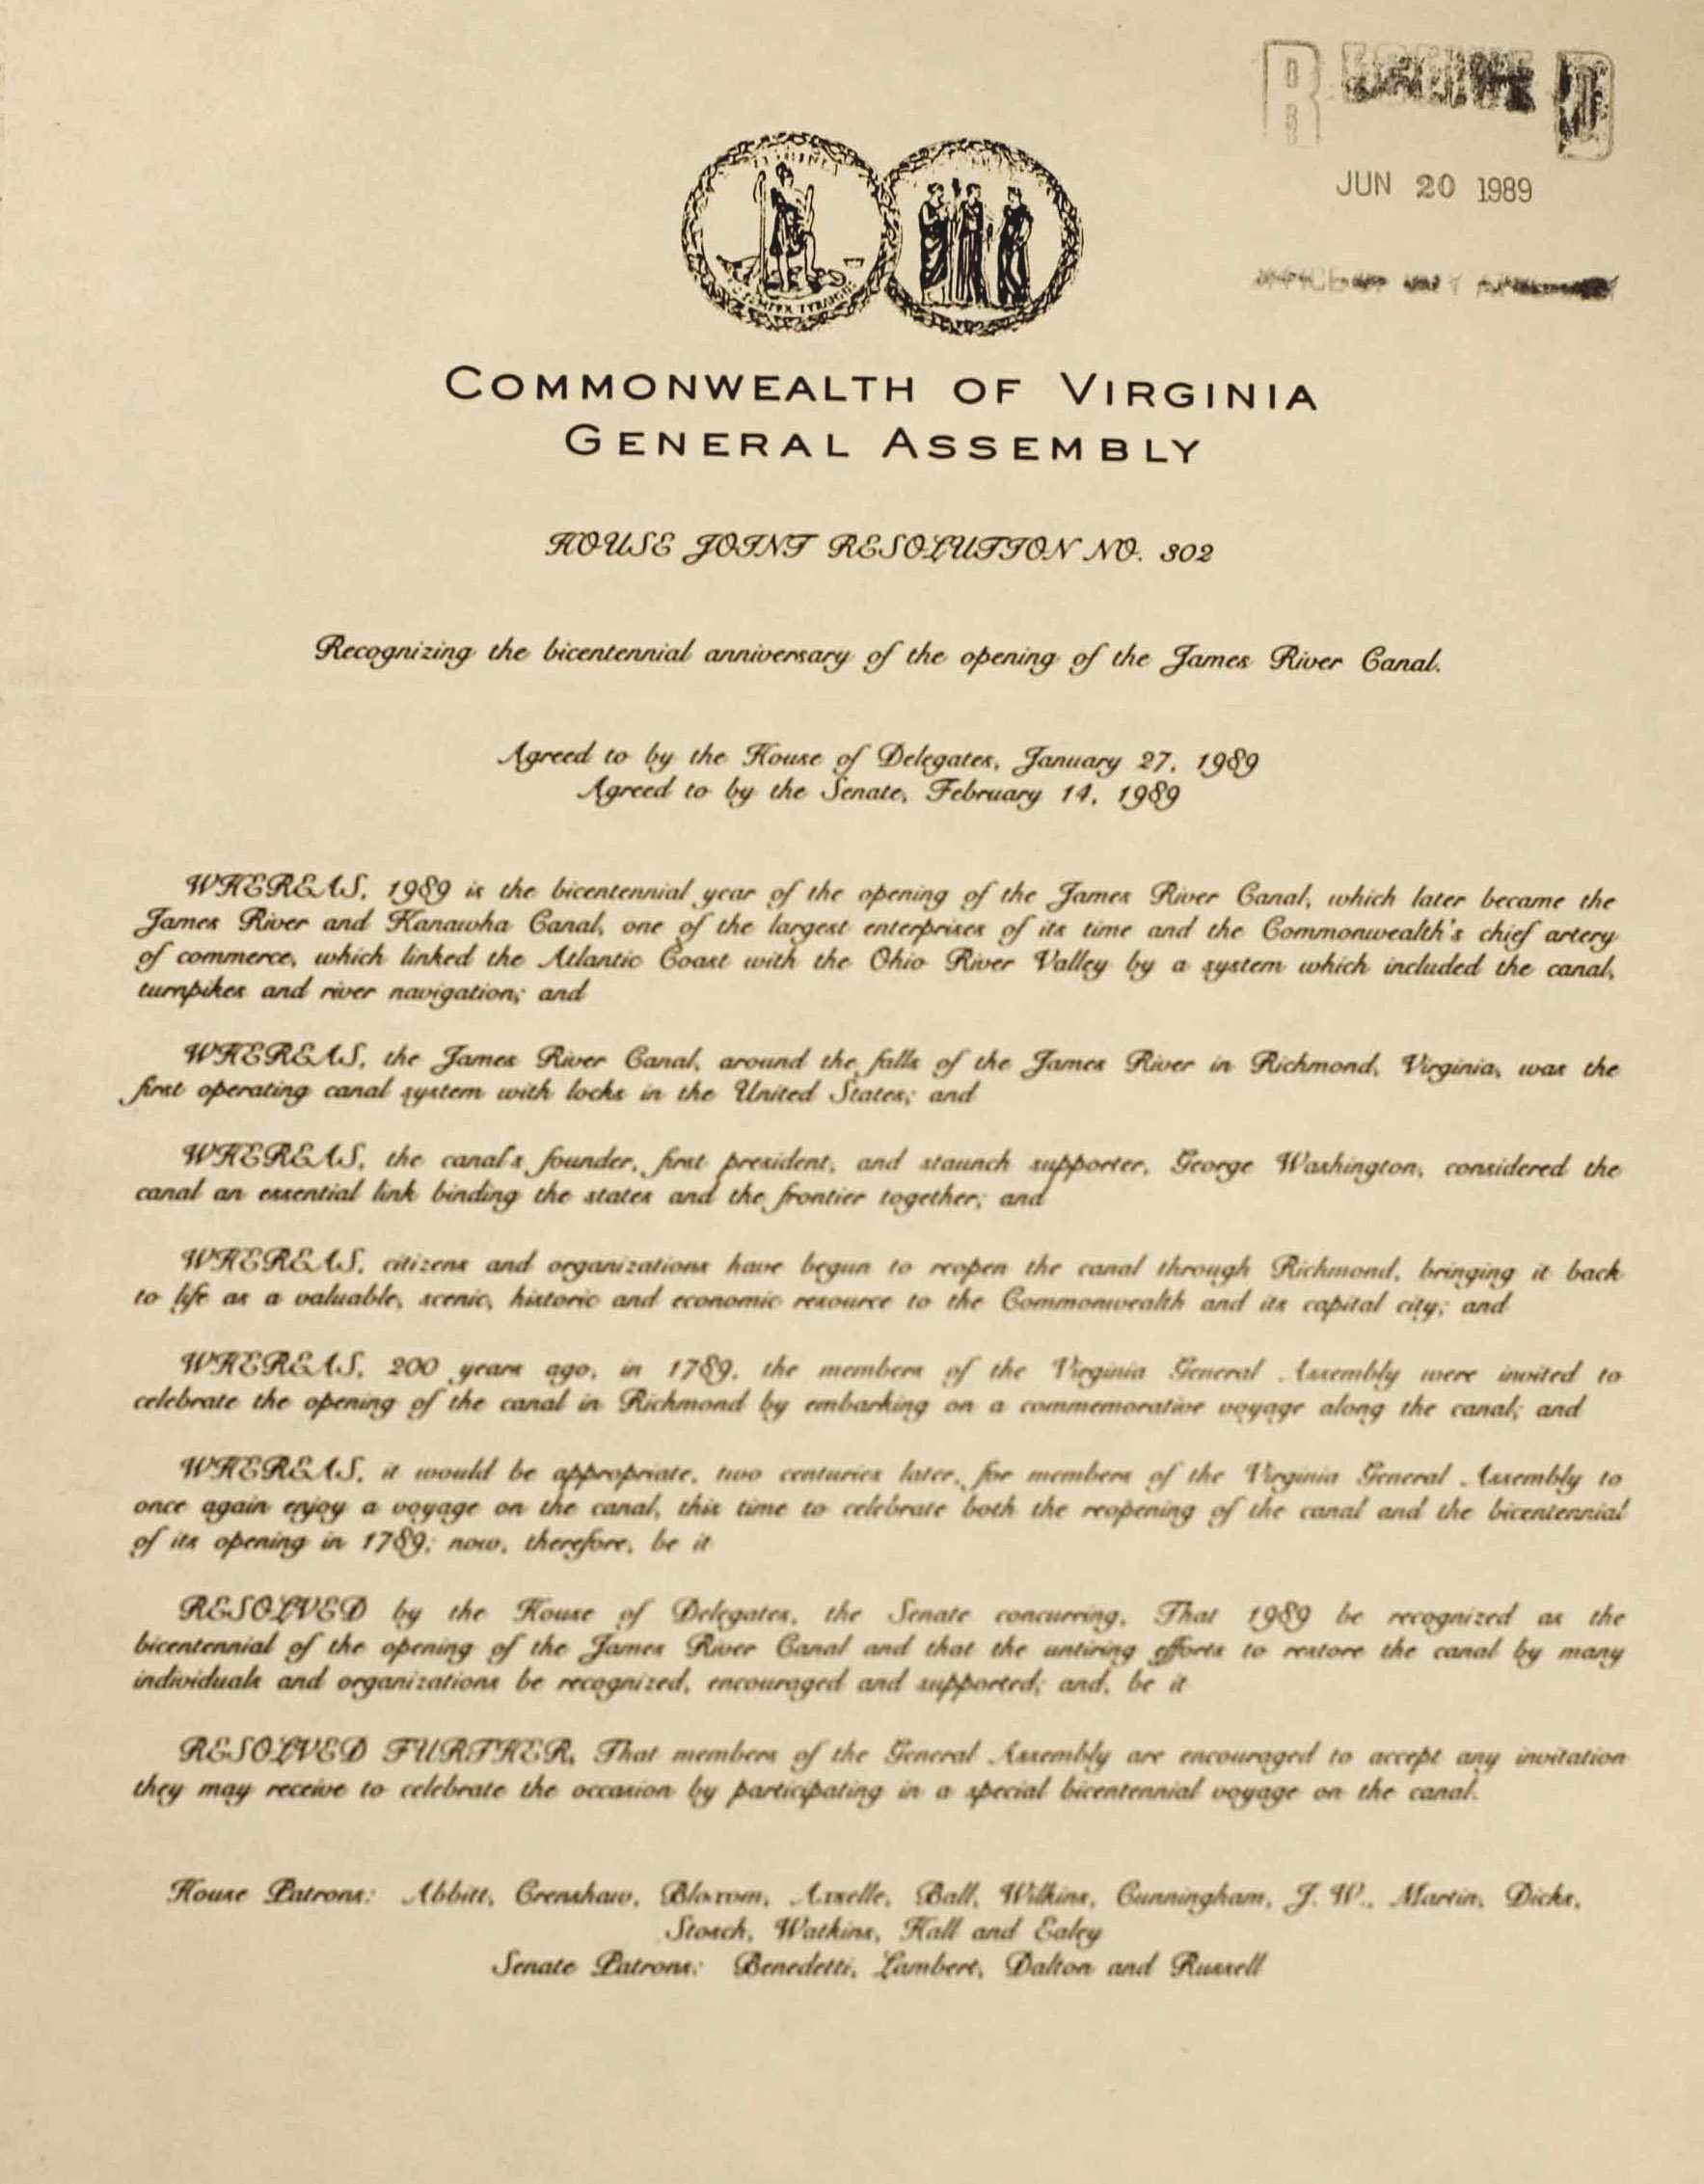 RECEIVED
JUN 20 1989
COMMONWEALTH OF VIRGINIA
GENERAL ASSEMBLY
HOUSE JOINT RESOLUTION NO. 302
Recognizing the bicentennial anniversary of the opening of the James River Canal.
Agreed to by the House of Delegates, January 27, 1989
Agreed to by the Senate, February 14, 1989
WHEREAS, 1989 is the bicentennial year of the opening of the James River Canal, which later became the
James River and Kanawha Canal, one of the largest enterprises of its time and the Commonwealth's chief artery
of commerce, which linked the Atlantic Coast with the Ohio River Valley by a system which included the canal,
turnpikes and river navigation; and
WHEREAS, the James River Canal, around the falls of the James River in Richmond, Virginia, was the
first operating canal system with locks in the United States; and
WHEREAS, the canal's founder, first president, and staunch supporter, George Washington, considered the
canal an essential link binding the states and the frontier together; and
WHEREAS, citizens and organizations have begun to reopen the canal through Richmond, bringing it back
to life as a valuable, scenic, historic and economic resource to the Commonwealth and its capital city; and
WHEREAS, 200 years ago, in 1789, the members of the Virginia General Assembly were invited to
celebrate the opening of the canal in Richmond by embarking on a commemorative voyage along the canal; and
WHEREAS, it would be appropriate, two centuries later, for members of the Virginia General Assembly to
once again enjoy a voyage on the canal, this time to celebrate both the reopening of the canal and the bicentennial
of its opening in 1789; now, therefore, be it
RESOLVED by the House of Delegates, the Senate concurring, That 1989 be recognized as the
bicentennial of the opening of the James River Canal and that the untiring efforts to restore the canal by many
individuals and organizations be recognized, encouraged and supported; and, be it
RESOLVED FURTHER, That members of the General Assembly are encouraged to accept any invitation
they may receive to celebrate the occasion by participating in a special bicentennial voyage on the canal.
House Patrons: Abbitt, Crenshaw, Bloxom, Axselle, Ball, Wilkins, Cunningham, J. W., Martin, Dicks,
Stosch, Watkins, Hall and Ealey
Senate Patrons: Benedetti, Lambert, Dalton and Russell